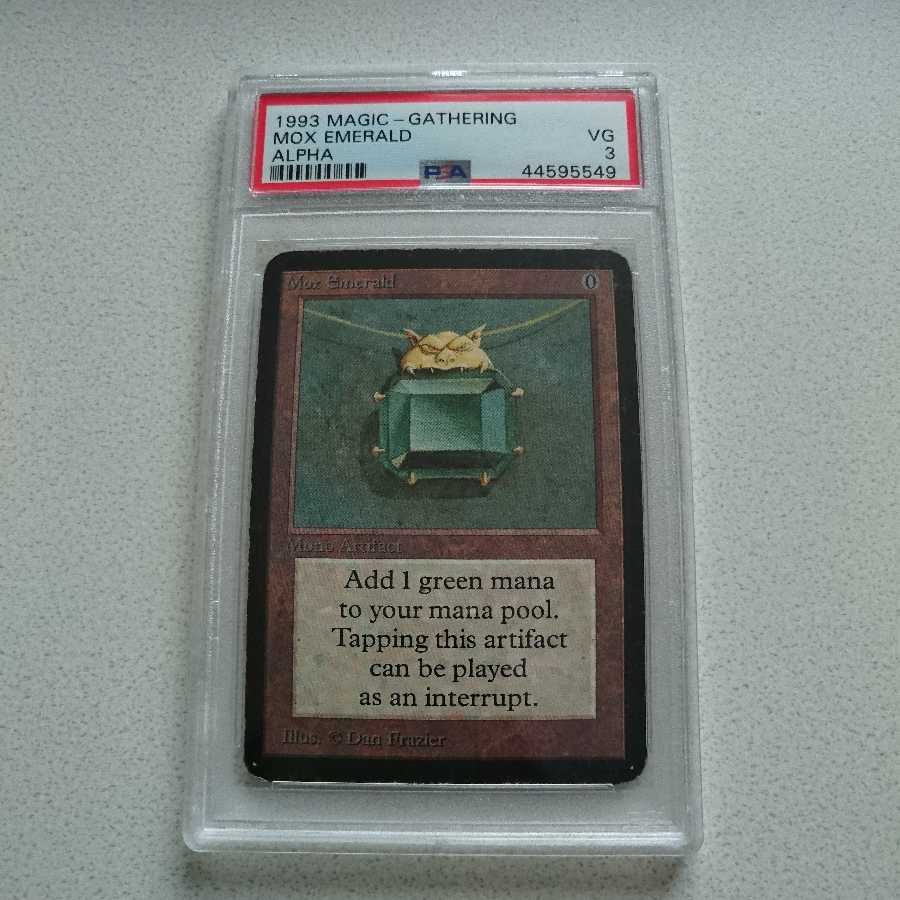 1993 MAGIC - GATHERING
MOX EMERALD VG
ALPHA 3
PSA 44595549
Mox Emerald 0
Mono Artifact
Add 1 green mana
to your mana pool.
Tapping this artifact
can be played
as an interrupt.
Illus. © Dan Frazier